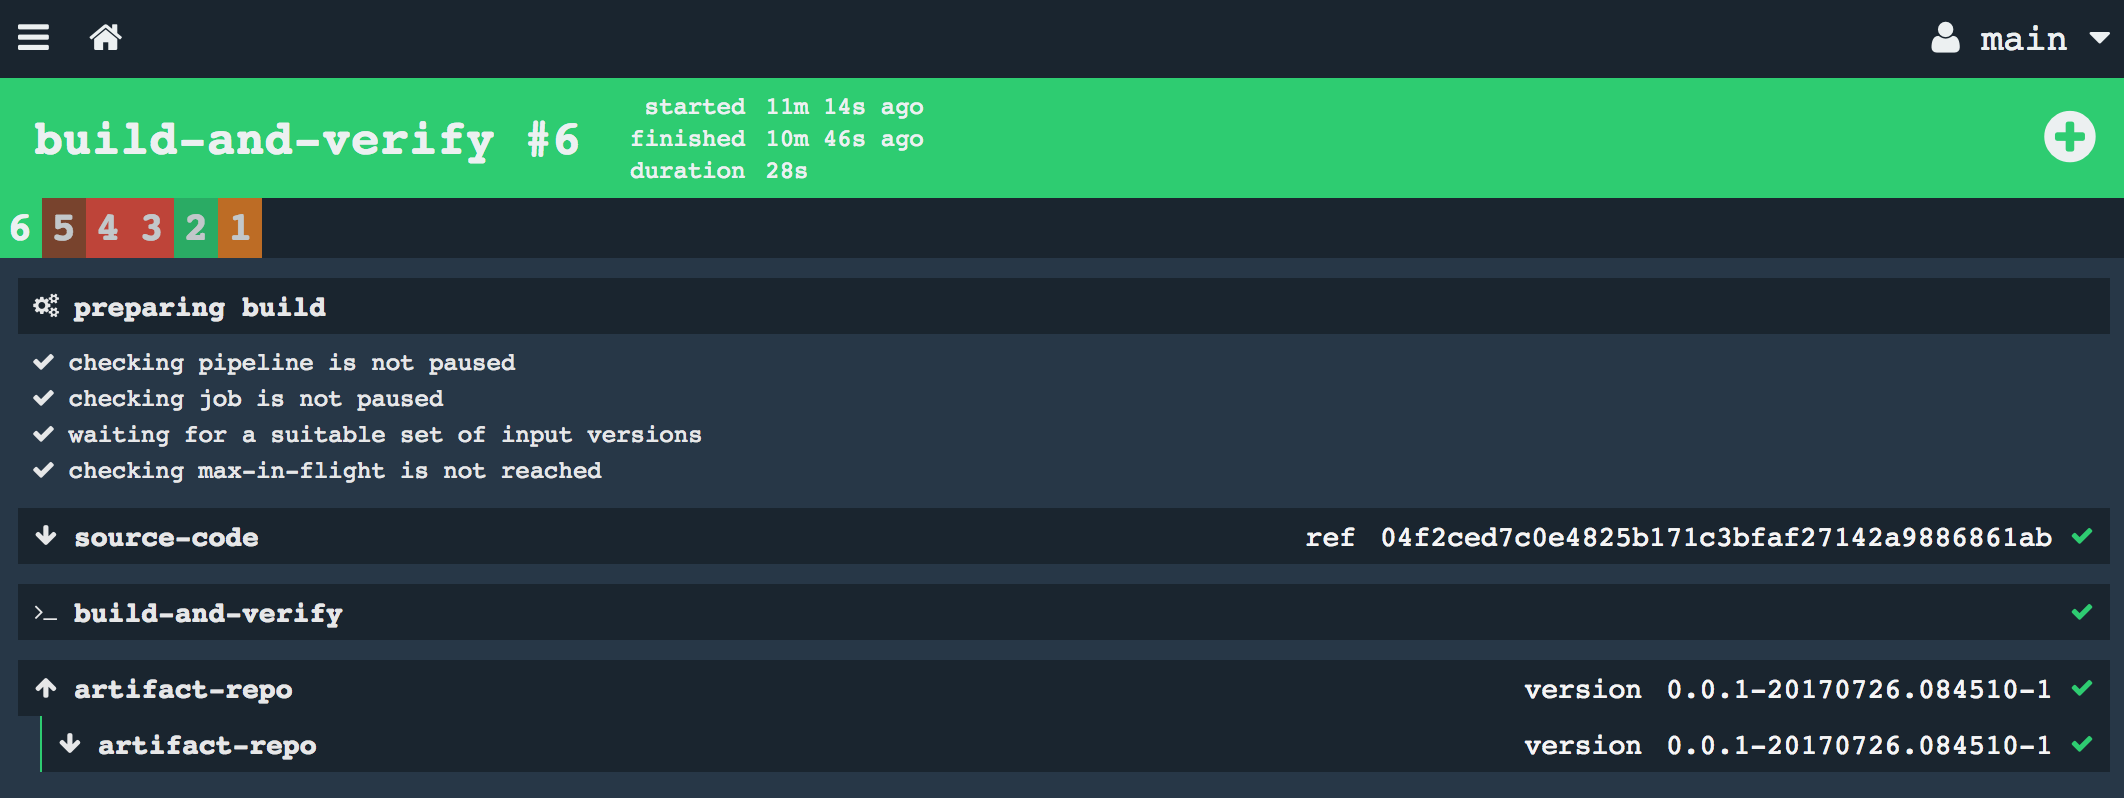 main
build-and-verify #6
started 11m 14s ago
finished 10m 46s ago
duration 28s
6 5 4 3 2 1
preparing build
checking pipeline is not paused
checking job is not paused
waiting for a suitable set of input versions
checking max-in-flight is not reached
source-code ref 04f2ced7c0e4825b171c3bfaf27142a9886861ab
build-and-verify
artifact-repo version 0.0.1-20170726.084510-1
artifact-repo version 0.0.1-20170726.084510-1